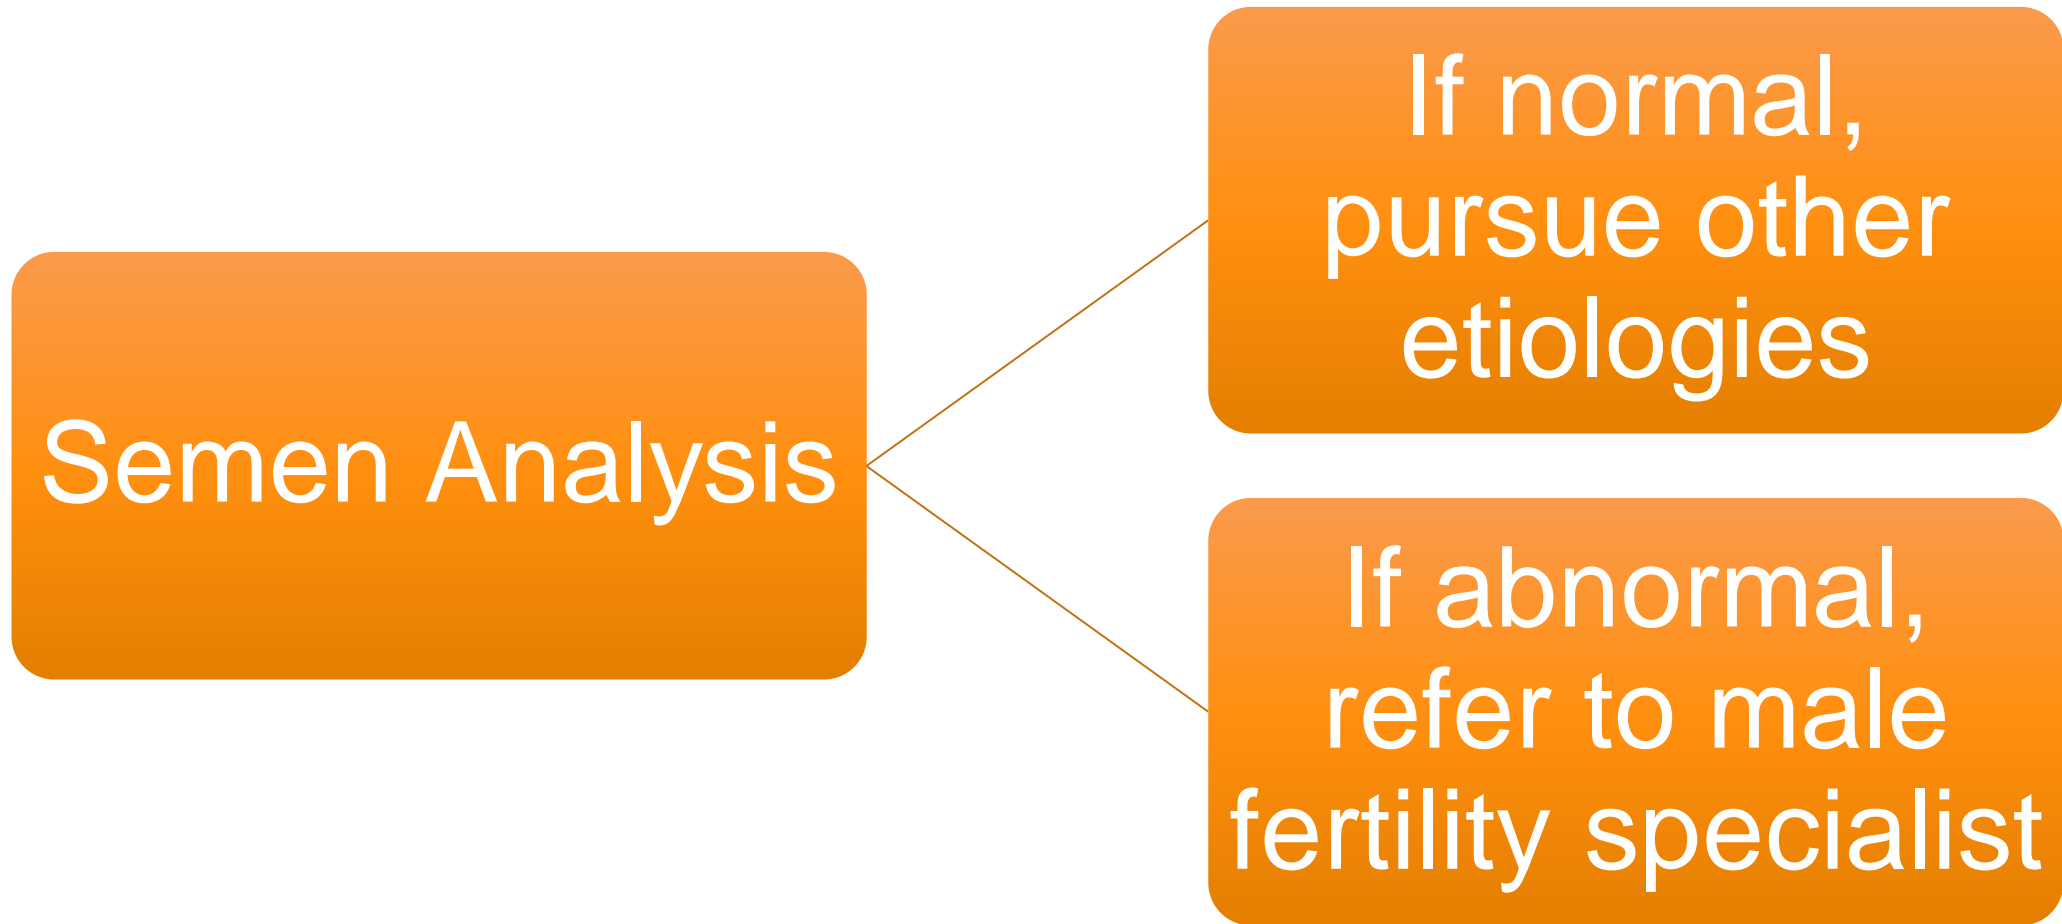 Semen Analysis
If normal,
pursue other
etiologies
If abnormal,
refer to male
fertility specialist